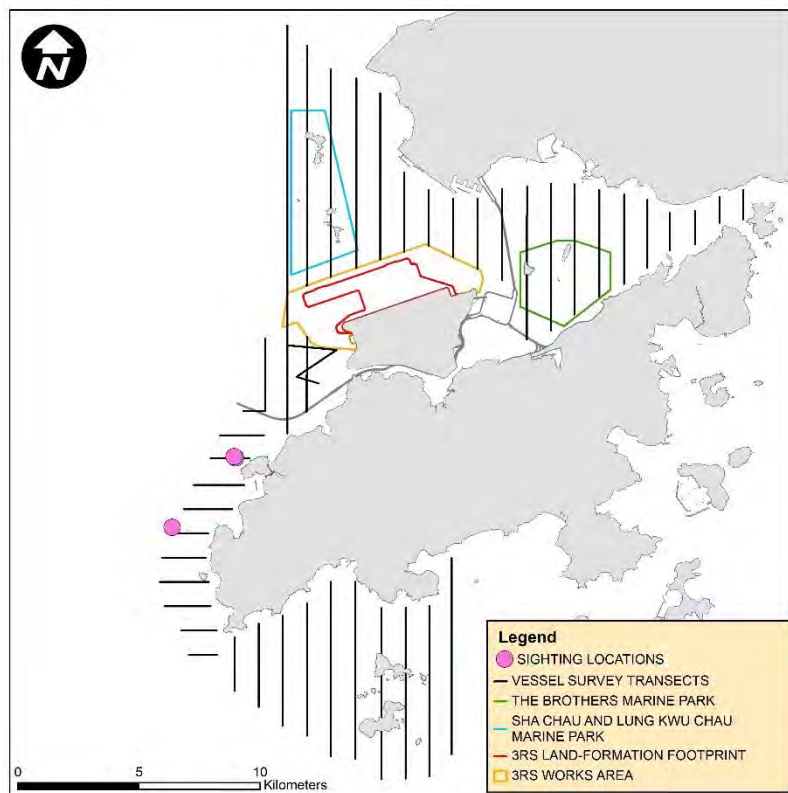 N
Legend
SIGHTING LOCATIONS
VESSEL SURVEY TRANSECTS
THE BROTHERS MARINE PARK
SHA CHAU AND LUNG KWU CHAU
MARINE PARK
3RS LAND-FORMATION FOOTPRINT
3RS WORKS AREA
0 5 10
Kilometers